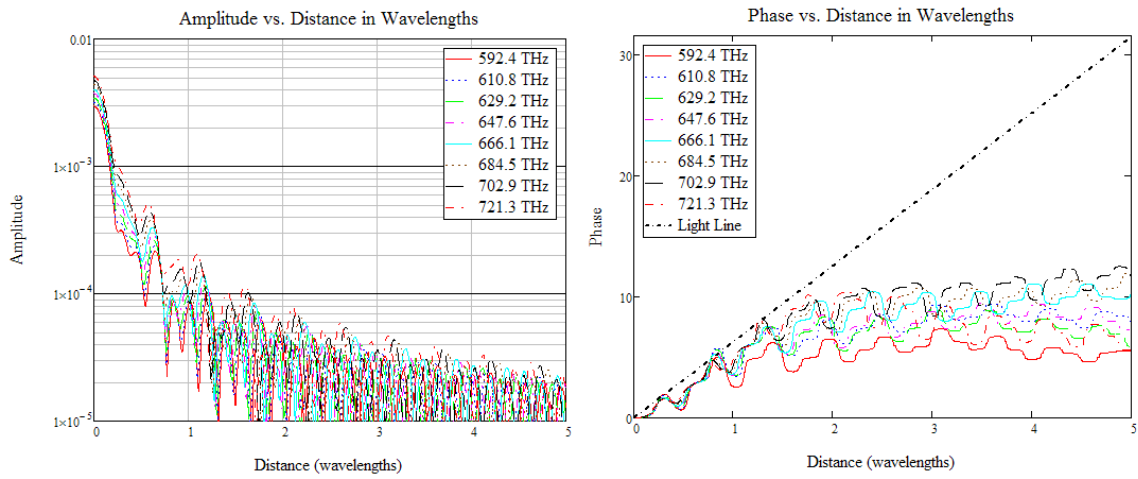 Amplitude vs. Distance in Wavelengths
0.01
1×10⁻³
1×10⁻⁴
1×10⁻⁵
Amplitude
592.4 THz
610.8 THz
629.2 THz
647.6 THz
666.1 THz
684.5 THz
702.9 THz
721.3 THz
0 1 2 3 4 5
Distance (wavelengths)
Phase vs. Distance in Wavelengths
30
20
10
0
Phase
592.4 THz
610.8 THz
629.2 THz
647.6 THz
666.1 THz
684.5 THz
702.9 THz
721.3 THz
Light Line
0 1 2 3 4 5
Distance (wavelengths)